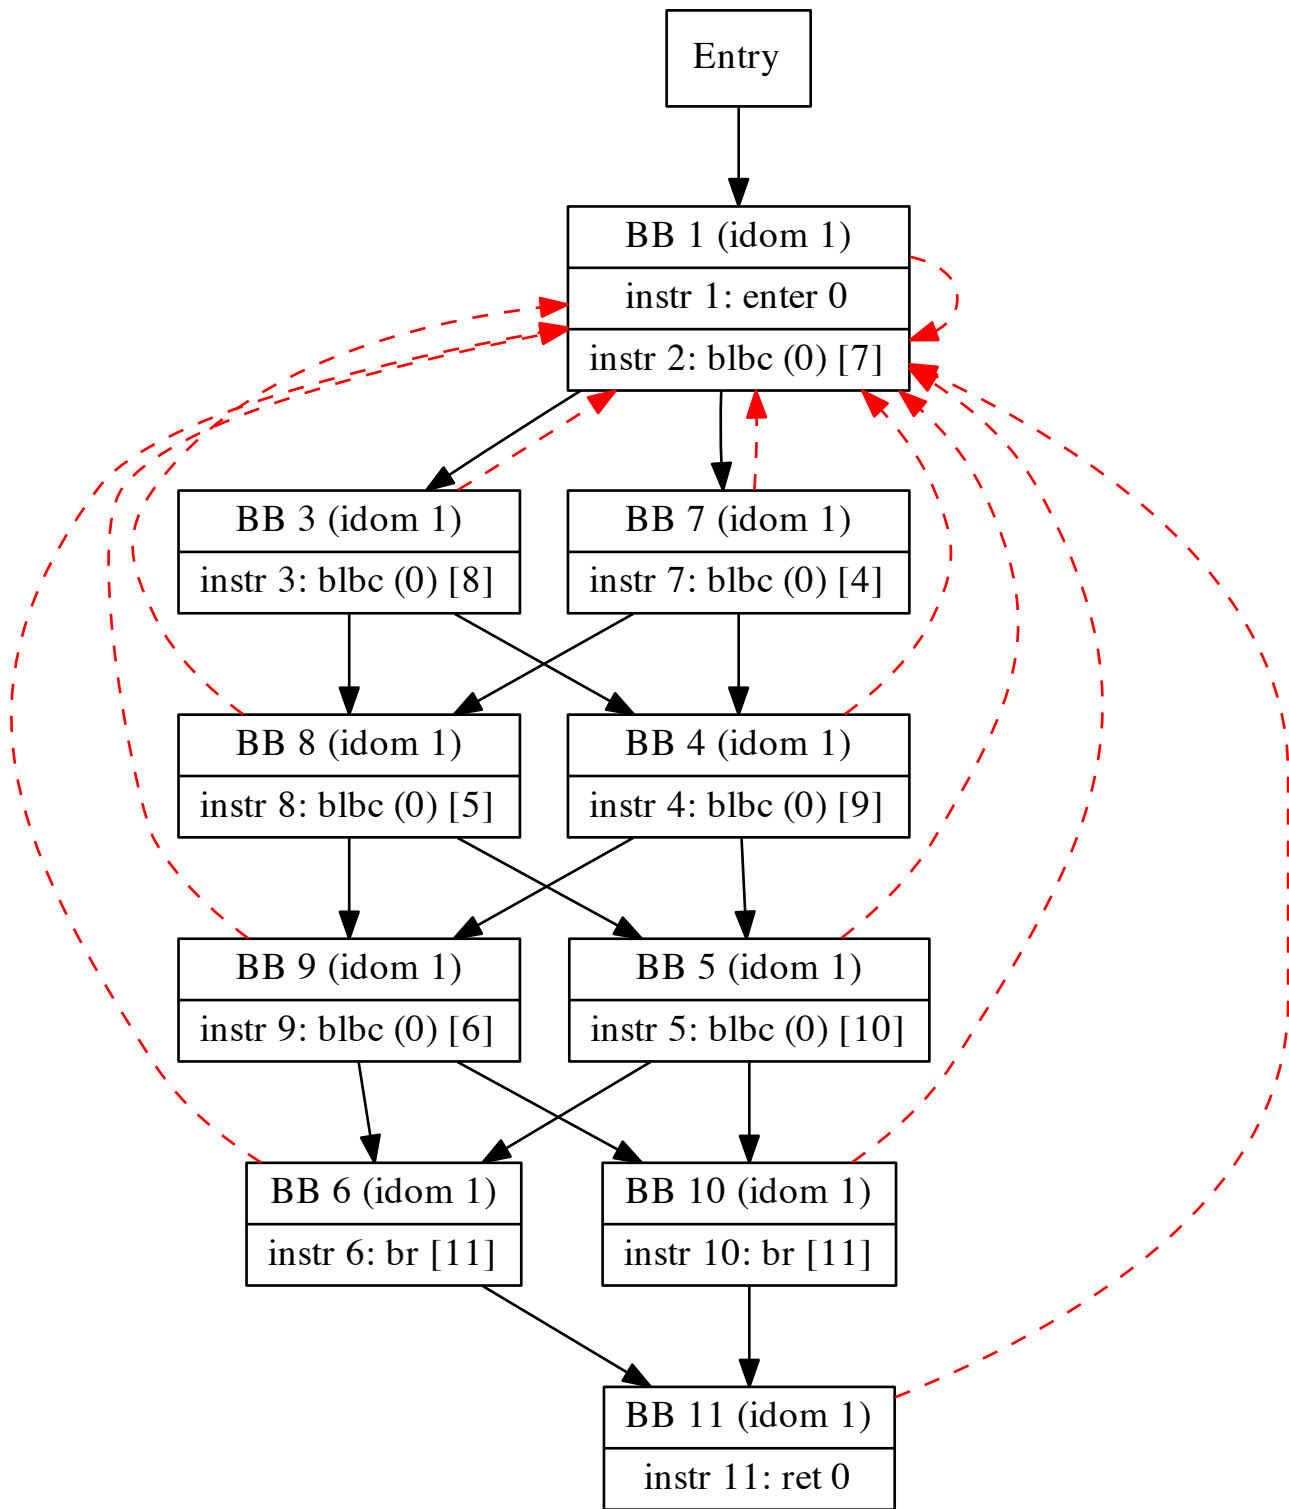 Entry
BB 1 (idom 1)
instr 1: enter 0
instr 2: blbc (0) [7]
BB 3 (idom 1)
instr 3: blbc (0) [8]
BB 7 (idom 1)
instr 7: blbc (0) [4]
BB 8 (idom 1)
instr 8: blbc (0) [5]
BB 4 (idom 1)
instr 4: blbc (0) [9]
BB 9 (idom 1)
instr 9: blbc (0) [6]
BB 5 (idom 1)
instr 5: blbc (0) [10]
BB 6 (idom 1)
instr 6: br [11]
BB 10 (idom 1)
instr 10: br [11]
BB 11 (idom 1)
instr 11: ret 0